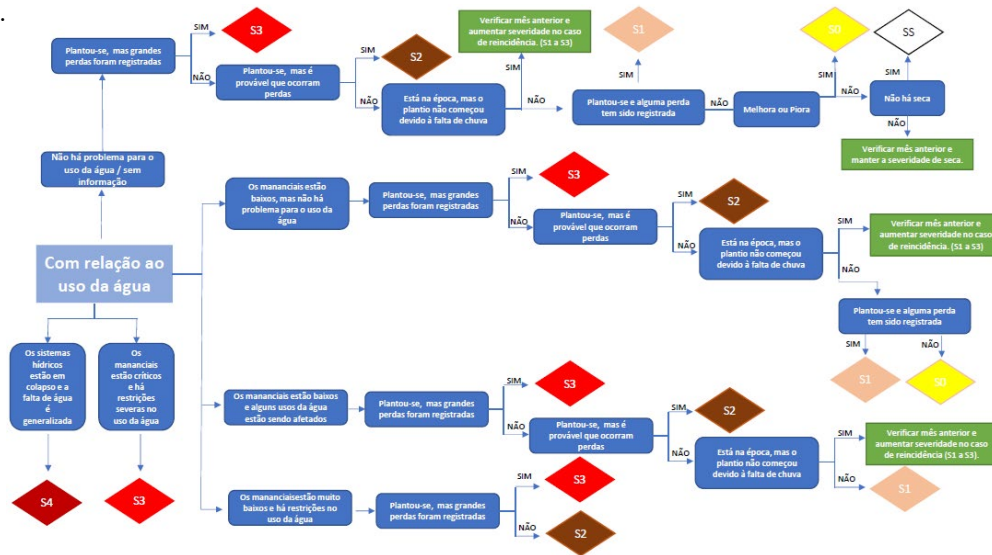 .
Plantou-se, mas grandes
perdas foram registradas
SIM
S3
NÃO
Plantou-se, mas é
provável que ocorram
perdas
SIM
S2
NÃO
Está na época, mas o
plantio não começou
devido à falta de chuva
SIM
Verificar mês anterior e
aumentar severidade no caso
de reincidência. (S1 a S3)
NÃO
Plantou-se e alguma perda
tem sido registrada
SIM
S1
NÃO
Melhora ou Piora
SIM
S0
NÃO
Não há seca
SIM
SS
NÃO
Verificar mês anterior e
manter a severidade de seca.
Não há problema para o
uso da água / sem
informação
Com relação ao
uso da água
Os mananciais estão
baixos, mas não há
problema para o uso da
água
Plantou-se, mas grandes
perdas foram registradas
SIM
S3
NÃO
Plantou-se, mas é
provável que ocorram
perdas
SIM
S2
NÃO
Está na época, mas o
plantio não começou
devido à falta de chuva
SIM
Verificar mês anterior e
aumentar severidade no caso
de reincidência. (S1 a S3)
NÃO
Plantou-se e alguma perda
tem sido registrada
SIM
S1
NÃO
S0
Os sistemas
hídricos
estão em
colapso e a
falta de água
é
generalizada
S4
Os
mananciais
estão críticos
e há
restrições
severas no
uso da água
S3
Os mananciais estão baixos
e alguns usos da água
estão sendo afetados
Plantou-se, mas grandes
perdas foram registradas
SIM
S3
NÃO
Plantou-se, mas é
provável que ocorram
perdas
SIM
S2
NÃO
Está na época, mas o
plantio não começou
devido à falta de chuva
SIM
Verificar mês anterior e
aumentar severidade no caso
de reincidência (S1 a S3).
NÃO
S1
Os mananciaisestão muito
baixos e há restrições no
uso da água
Plantou-se, mas grandes
perdas foram registradas
SIM
S3
NÃO
S2